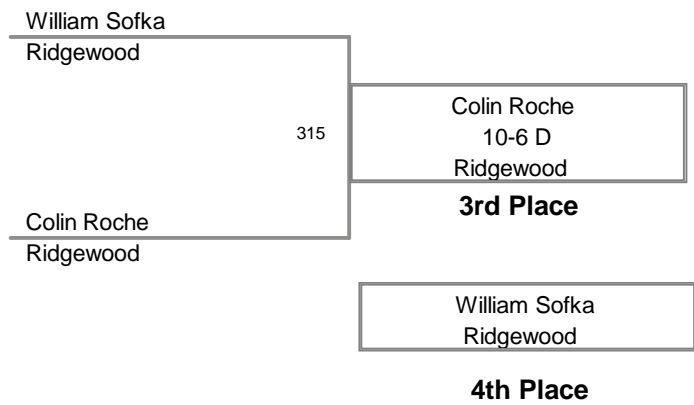 William Sofka
Ridgewood
315
Colin Roche
10-6 D
Ridgewood
3rd Place
Colin Roche
Ridgewood
William Sofka
Ridgewood
4th Place